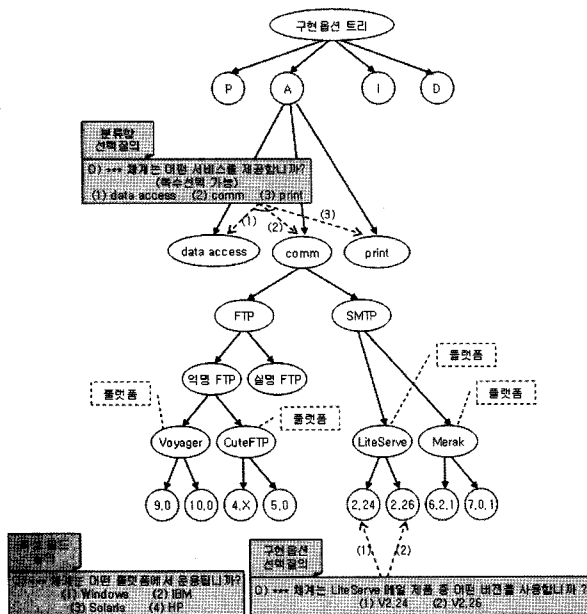 구현옵션 트리
P A I D
분류항
선택질의
Q) *** 체계는 어떤 서비스를 제공합니까?
(복수선택 가능)
(1) data access (2) comm (3) print
(1) (2) (3)
data access comm print
FTP SMTP
익명 FTP 실명 FTP
플랫폼 플랫폼 플랫폼 플랫폼
Voyager CuteFTP LiteServe Merak
9.0 10.0 4.X 5.0 2.24 2.26 6.2.1 7.0.1
(1) (2)
질의
*** 체계는 어떤 플랫폼에서 운용됩니까?
(1) Windows (2) IBM
(3) Solaris (4) HP
구현옵션
선택질의
Q) *** 체계는 LiteServe 메일 제품 중 어떤 버전을 사용합니까?
(1) V2.24 (2) V2.26